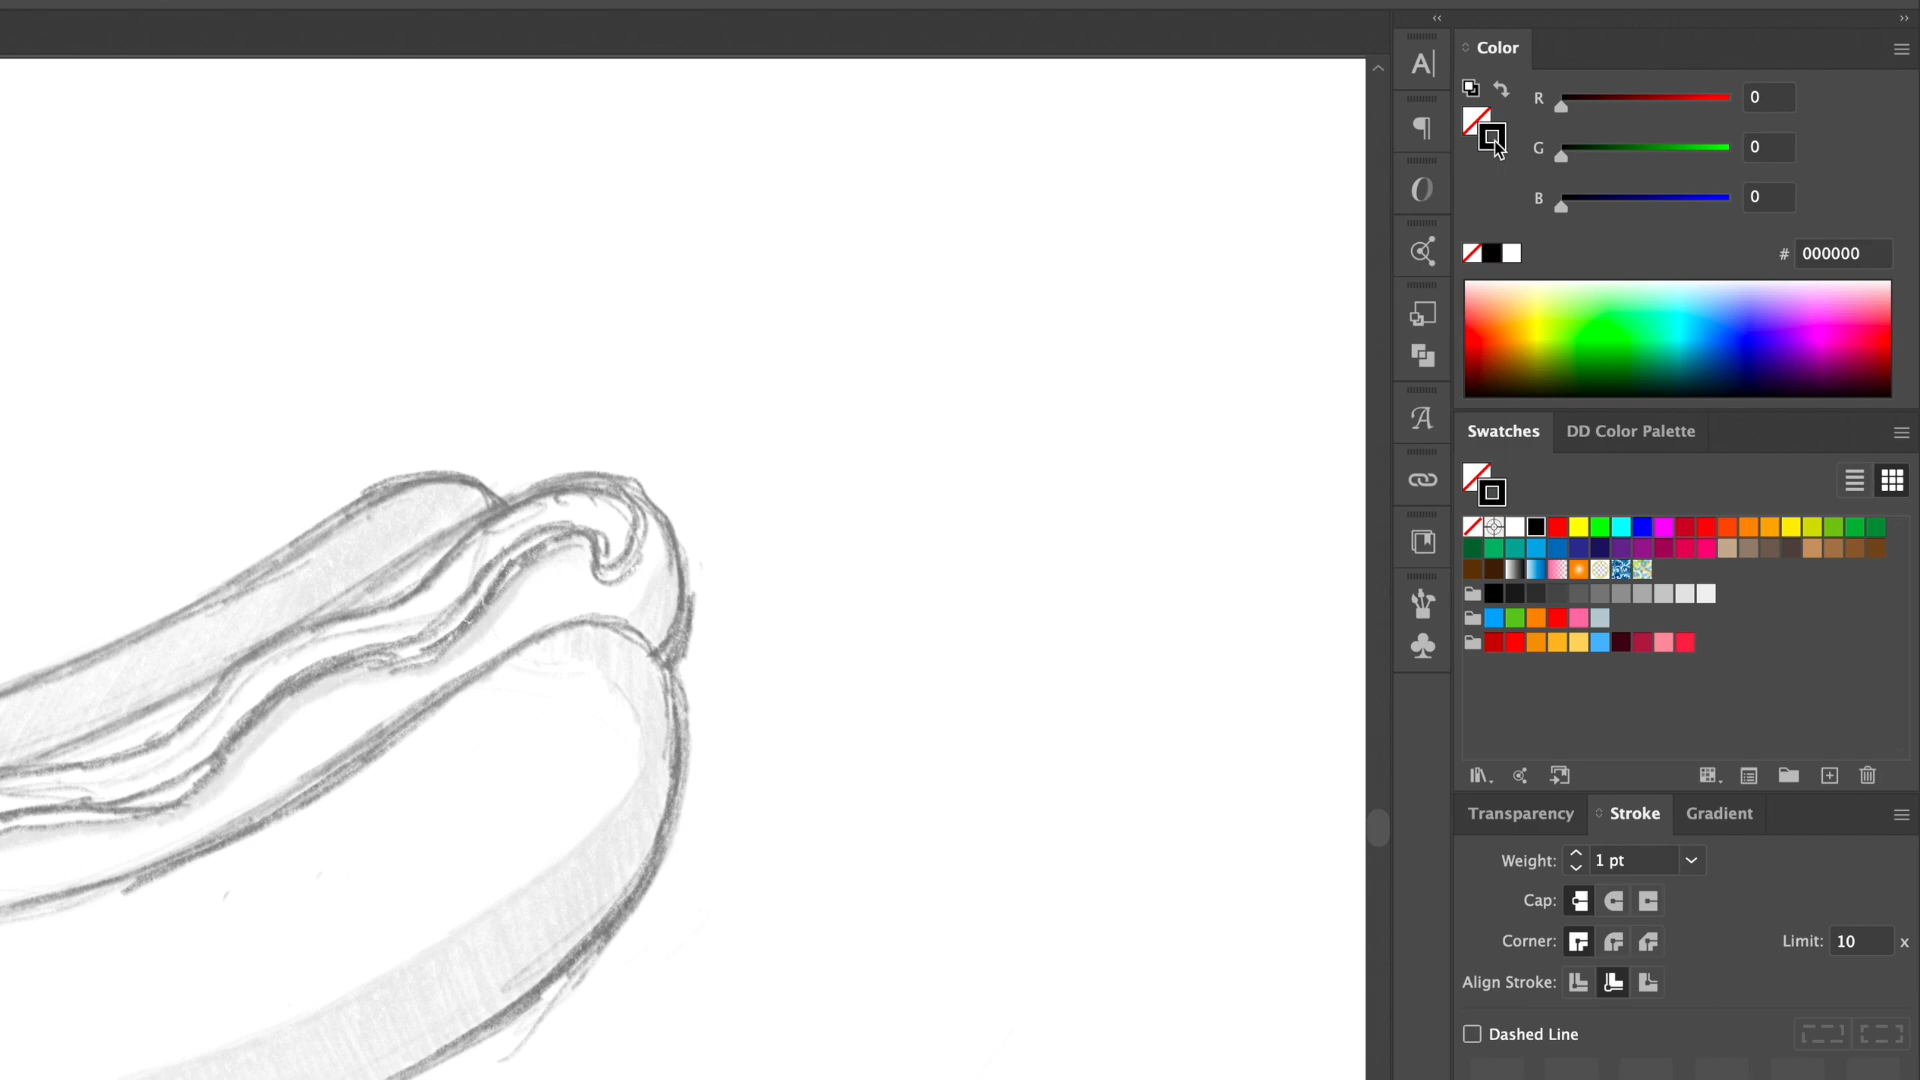 Color
R 0
G 0
B 0
# 000000
Swatches DD Color Palette
Transparency Stroke Gradient
Weight: 1 pt
Cap:
Corner: Limit: 10 x
Align Stroke:
Dashed Line